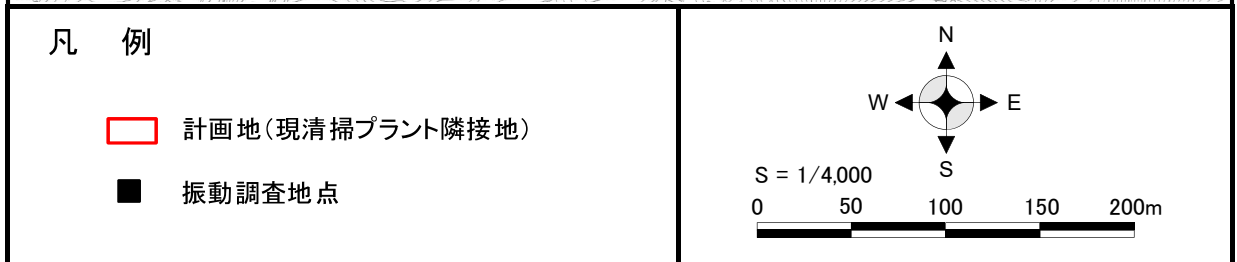 凡 例
計画地(現清掃プラント隣接地)
振動調査地点
N
W E
S
S = 1/4,000
0 50 100 150 200m